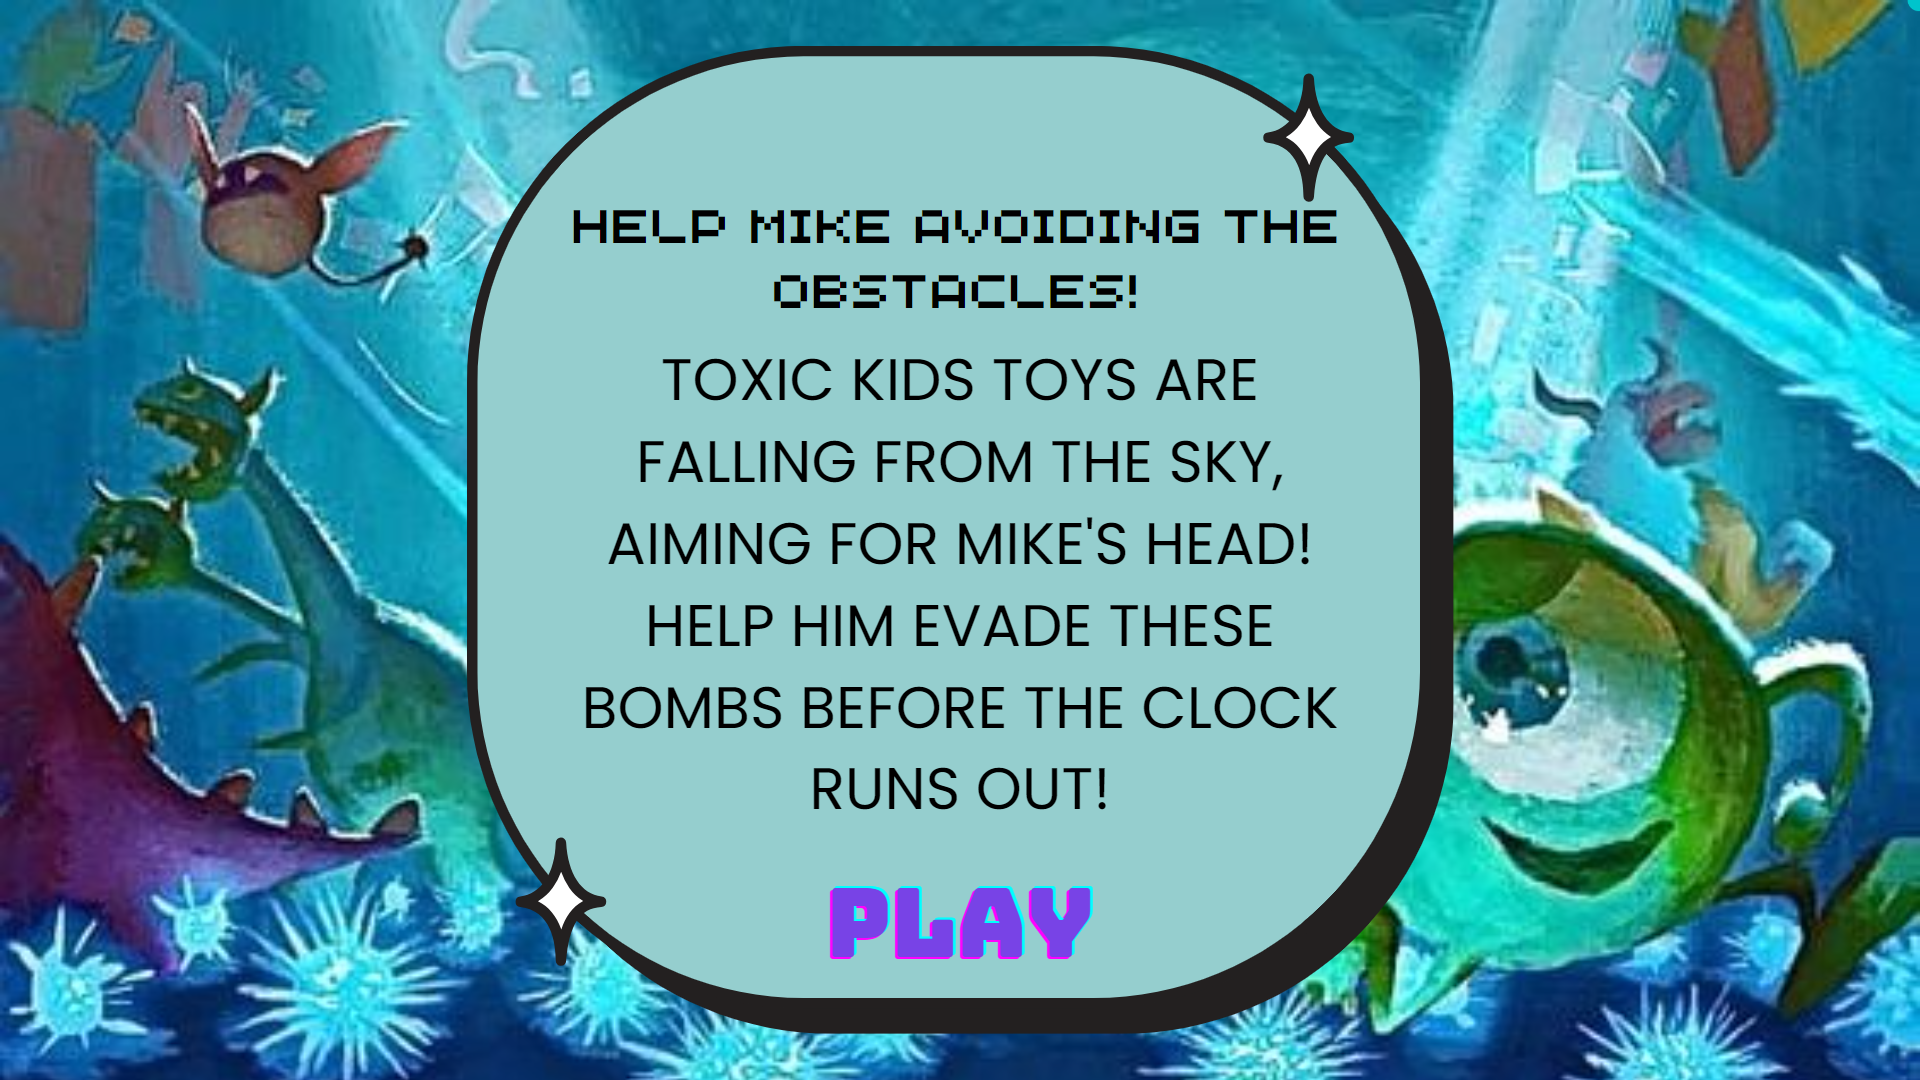 HELP MIKE AVOIDING THE
OBSTACLES!
TOXIC KIDS TOYS ARE
FALLING FROM THE SKY,
AIMING FOR MIKE'S HEAD!
HELP HIM EVADE THESE
BOMBS BEFORE THE CLOCK
RUNS OUT!
PLAY